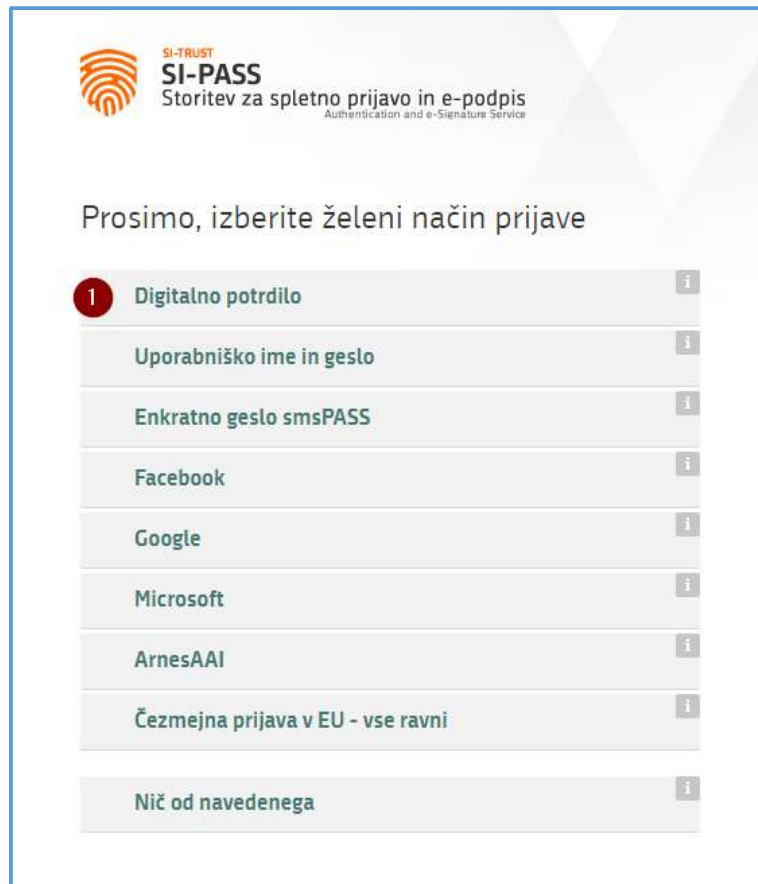 SI-TRUST
SI-PASS
Storitev za spletno prijavo in e-podpis
Authentication and e-Signature Service
Prosimo, izberite želeni način prijave
1 Digitalno potrdilo i
Uporabniško ime in geslo i
Enkratno geslo smsPASS i
Facebook i
Google i
Microsoft i
ArnesAAI i
Čezmejna prijava v EU - vse ravni i
Nič od navedenega i